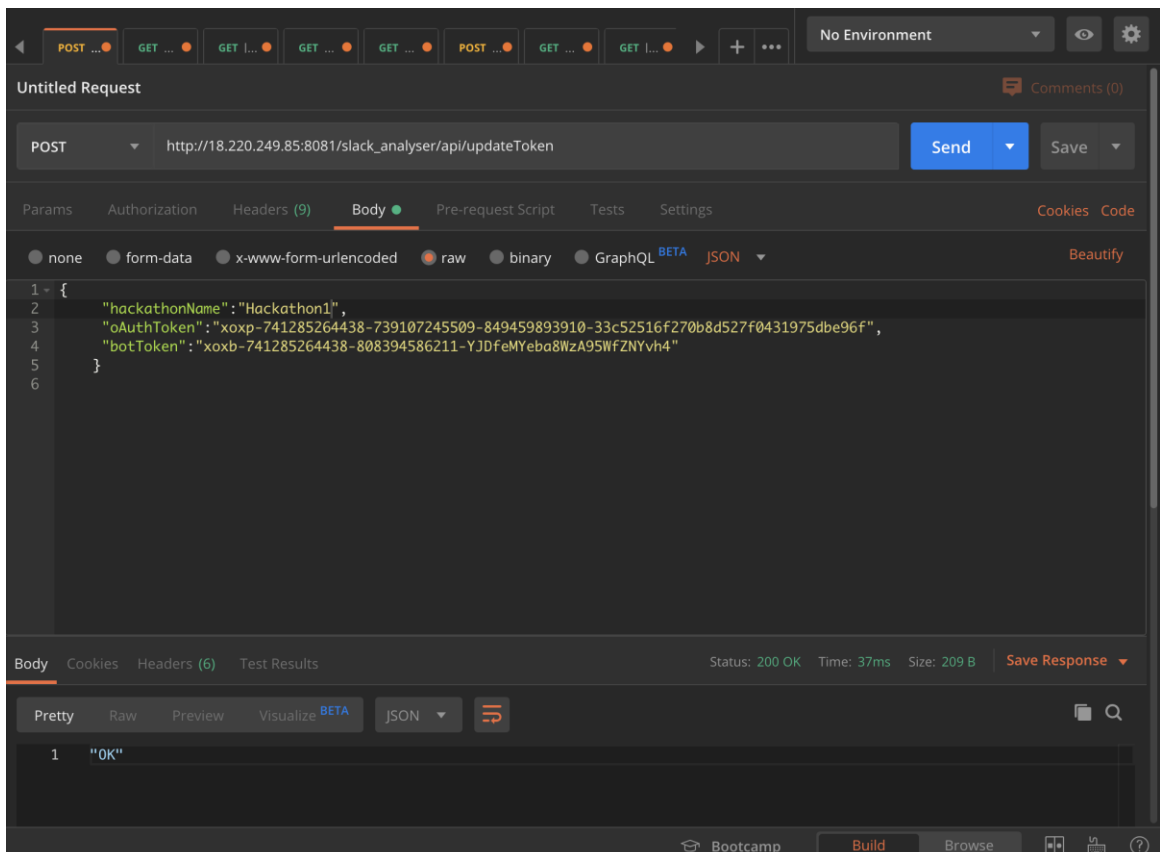 POST ... GET ... GET l... GET ... GET ... POST ... GET ... GET l... + ••• No Environment
Untitled Request Comments (0)
POST http://18.220.249.85:8081/slack_analyser/api/updateToken Send Save
Params Authorization Headers (9) Body Pre-request Script Tests Settings Cookies Code
none form-data x-www-form-urlencoded raw binary GraphQL BETA JSON Beautify
1 {
2 "hackathonName":"Hackathon1",
3 "oAuthToken":"xoxp-741285264438-739107245509-849459893910-33c52516f270b8d527f0431975dbe96f",
4 "botToken":"xoxb-741285264438-808394586211-YJDfeMYeba8WzA95WfZNYvh4"
5 }
6
Body Cookies Headers (6) Test Results Status: 200 OK Time: 37ms Size: 209 B Save Response
Pretty Raw Preview Visualize BETA JSON
1 "OK"
Bootcamp Build Browse